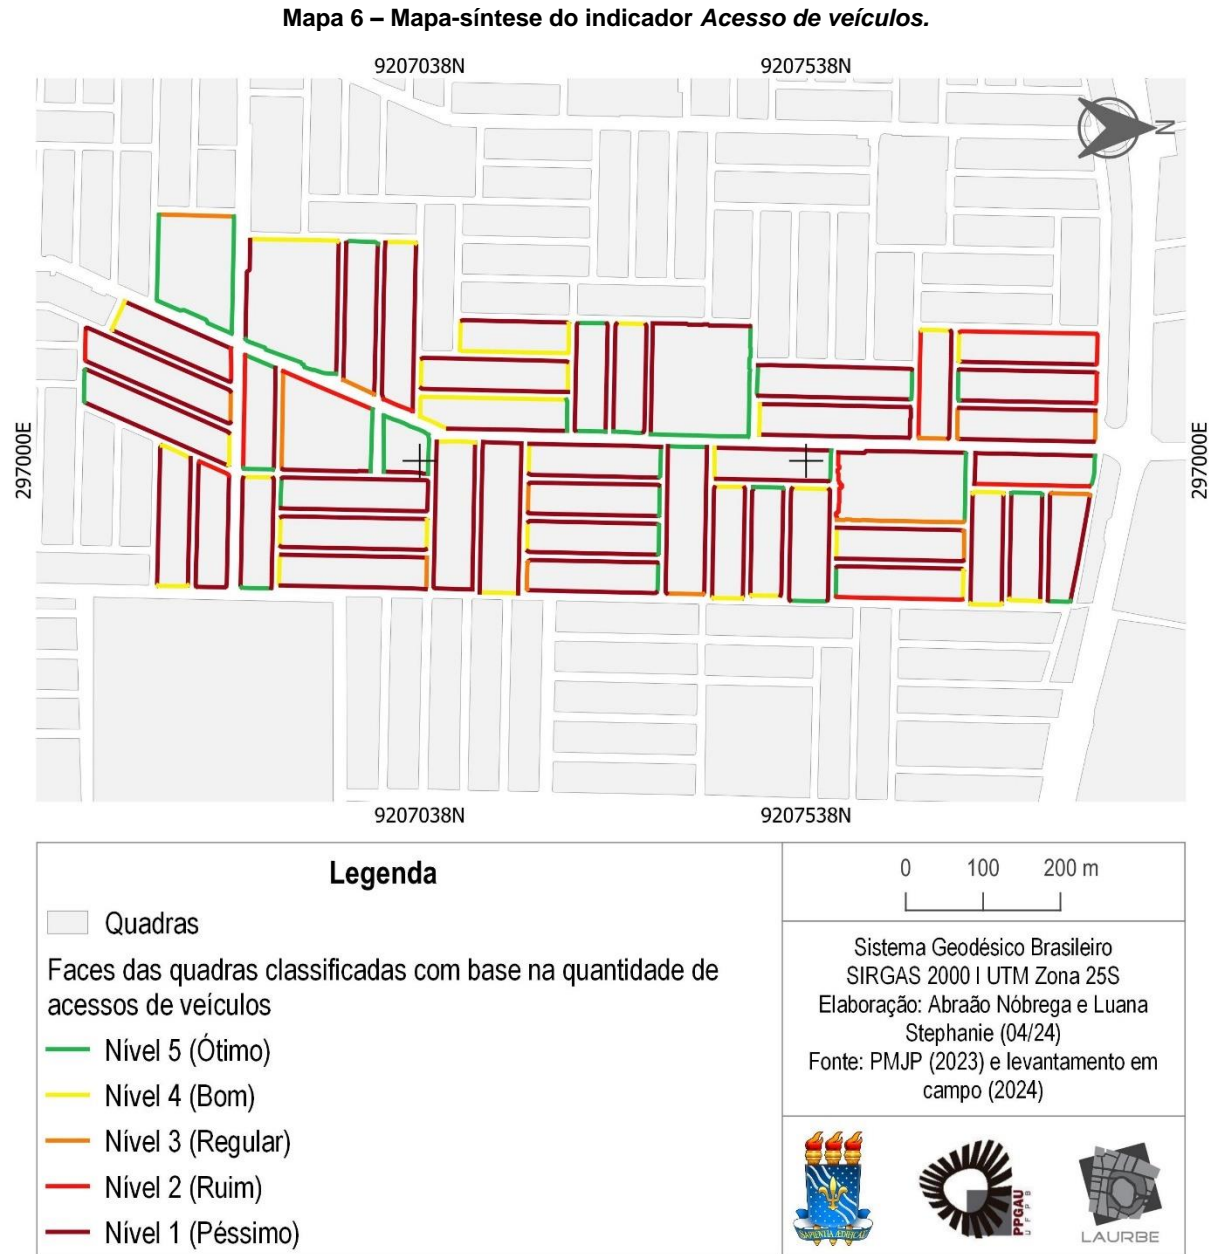 Mapa 6 – Mapa-síntese do indicador Acesso de veículos.
9207038N
9207538N
N
297000E
297000E
9207038N
9207538N
Legenda
Quadras
Faces das quadras classificadas com base na quantidade de
acessos de veículos
Nível 5 (Ótimo)
Nível 4 (Bom)
Nível 3 (Regular)
Nível 2 (Ruim)
Nível 1 (Péssimo)
0 100 200 m
Sistema Geodésico Brasileiro
SIRGAS 2000 I UTM Zona 25S
Elaboração: Abraão Nóbrega e Luana
Stephanie (04/24)
Fonte: PMJP (2023) e levantamento em
campo (2024)
SAPIENTIA ÆDIFICAT
PPGAU
UFPB
LAURBE